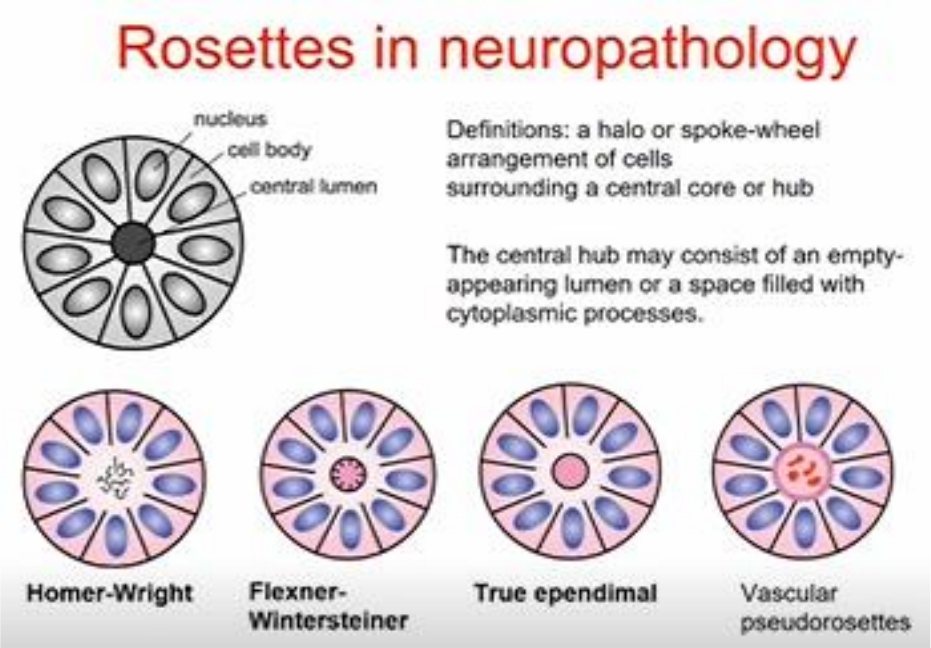 Rosettes in neuropathology
nucleus
cell body
central lumen
Definitions: a halo or spoke-wheel
arrangement of cells
surrounding a central core or hub
The central hub may consist of an empty-
appearing lumen or a space filled with
cytoplasmic processes.
Homer-Wright
Flexner-
Wintersteiner
True ependimal
Vascular
pseudorosettes